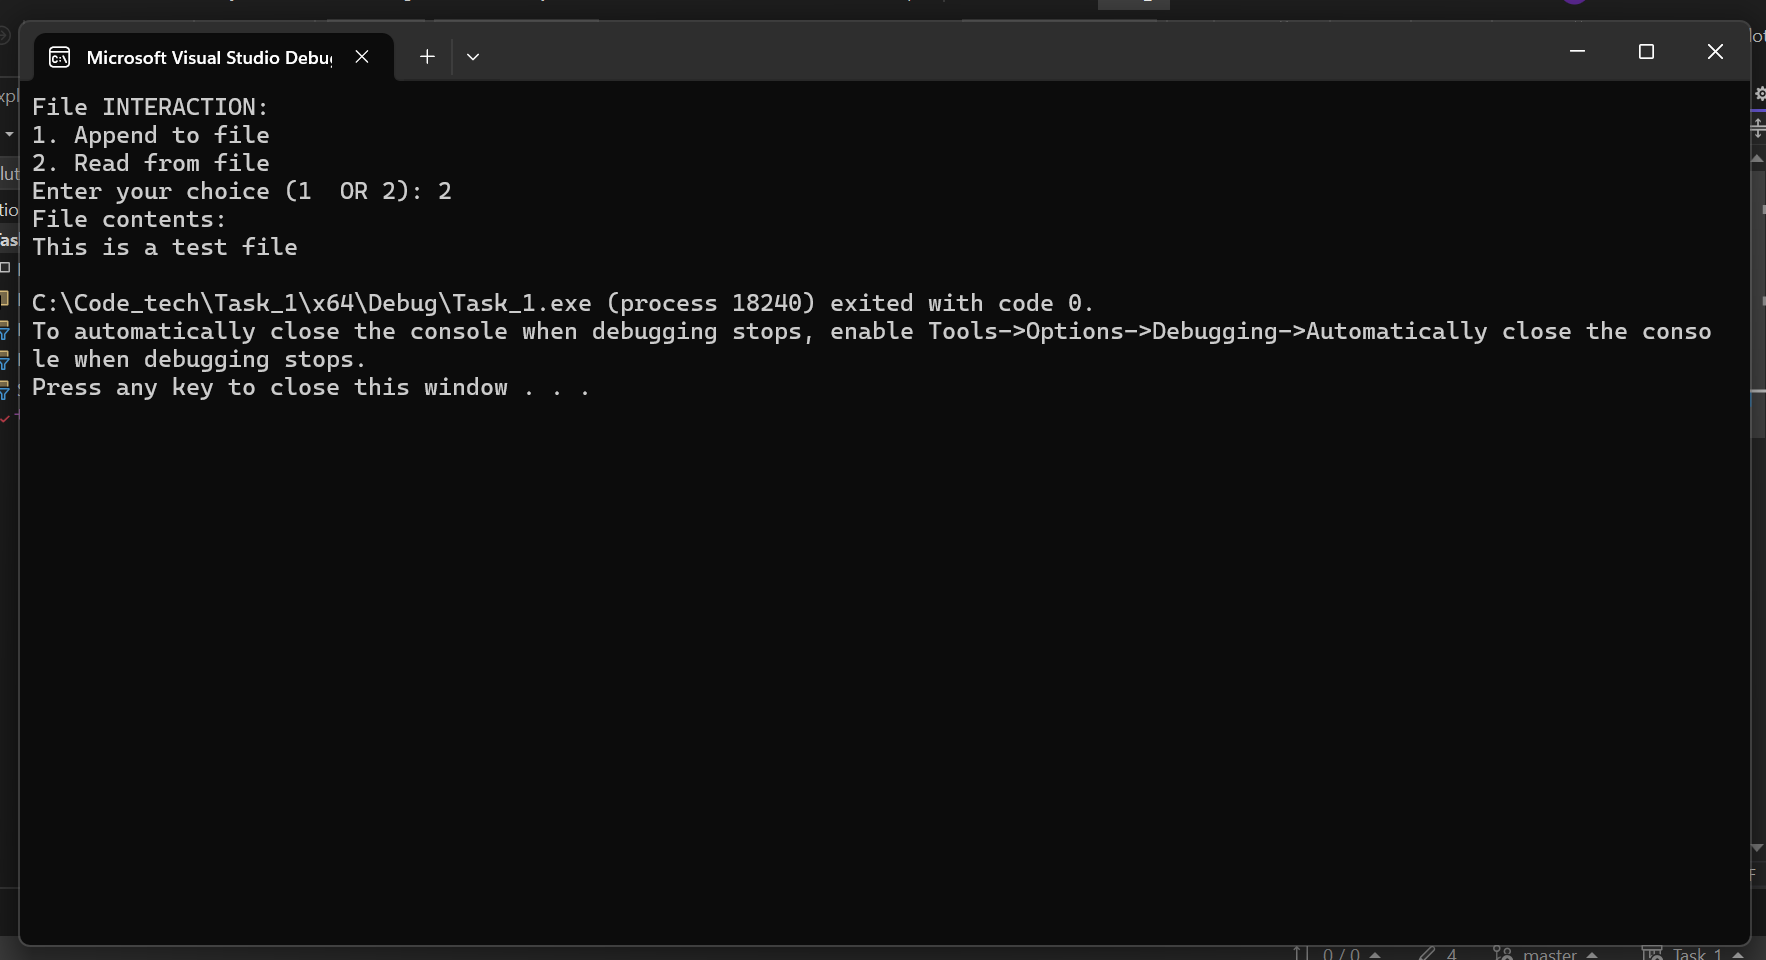 Microsoft Visual Studio Debu
File INTERACTION:
1. Append to file
2. Read from file
Enter your choice (1  OR 2): 2
File contents:
This is a test file
C:\Code_tech\Task_1\x64\Debug\Task_1.exe (process 18240) exited with code 0.
To automatically close the console when debugging stops, enable Tools->Options->Debugging->Automatically close the conso
le when debugging stops.
Press any key to close this window . . .
0 / 0
4
master
Task_1